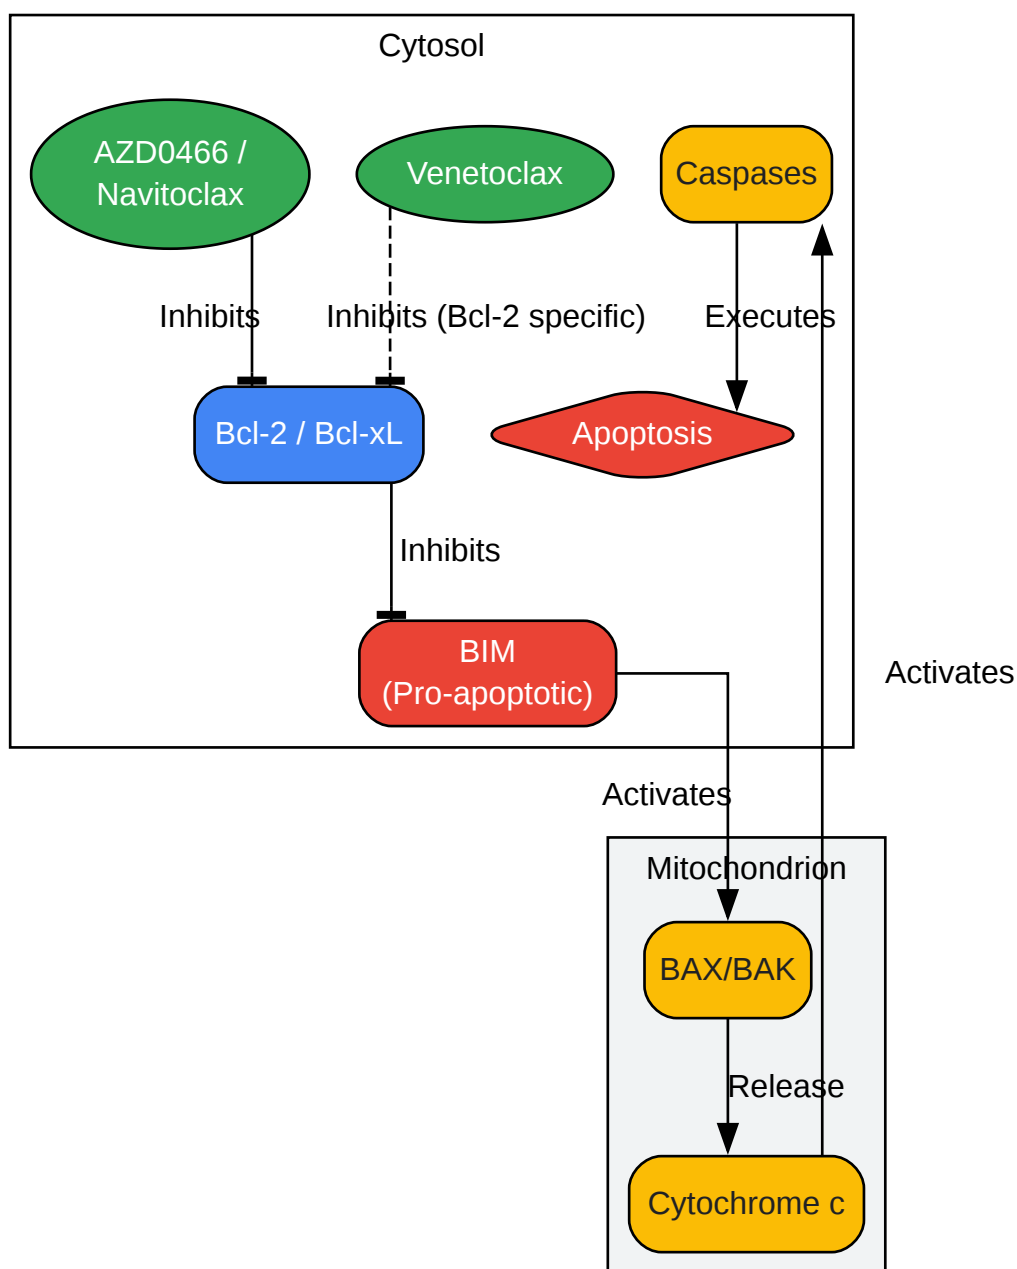 Cytosol
AZD0466 /
Navitoclax
Venetoclax
Caspases
Inhibits
Inhibits (Bcl-2 specific)
Executes
Bcl-2 / Bcl-xL
Apoptosis
Inhibits
BIM
(Pro-apoptotic)
Activates
Activates
Mitochondrion
BAX/BAK
Release
Cytochrome c